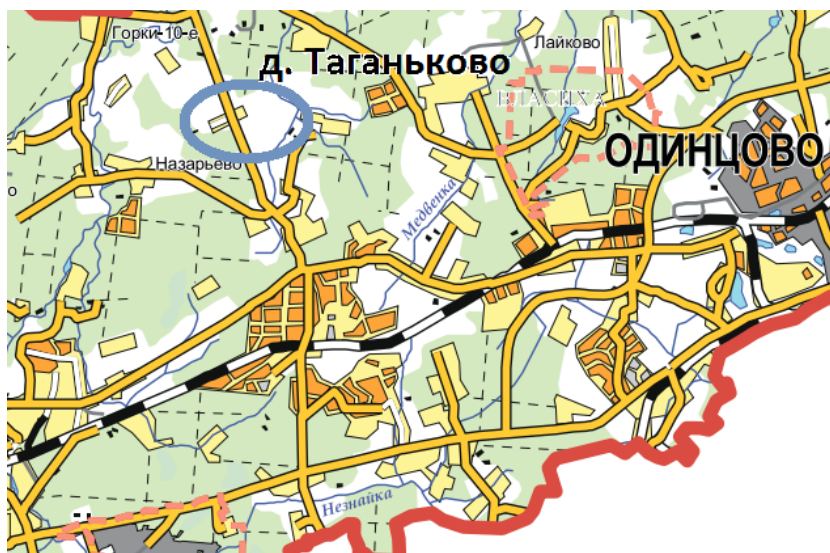 Горки-10-е
Лайково
д. Таганьково
ВЛАСИХА
ОДИНЦОВО
Назарьево
о
Медвенка
Незнайка